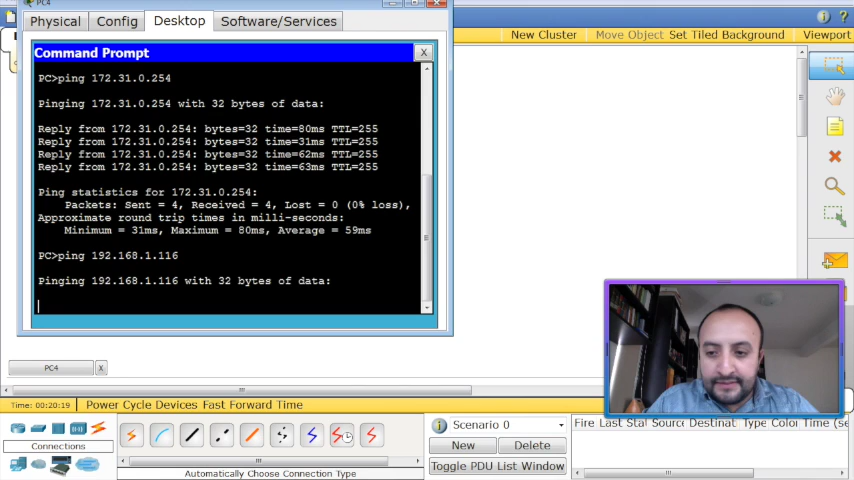 PC4
Physical Config Desktop Software/Services
Command Prompt X
PC>ping 172.31.0.254
Pinging 172.31.0.254 with 32 bytes of data:
Reply from 172.31.0.254: bytes=32 time=80ms TTL=255
Reply from 172.31.0.254: bytes=32 time=31ms TTL=255
Reply from 172.31.0.254: bytes=32 time=62ms TTL=255
Reply from 172.31.0.254: bytes=32 time=63ms TTL=255
Ping statistics for 172.31.0.254:
Packets: Sent = 4, Received = 4, Lost = 0 (0% loss),
Approximate round trip times in milli-seconds:
Minimum = 31ms, Maximum = 80ms, Average = 59ms
PC>ping 192.168.1.116
Pinging 192.168.1.116 with 32 bytes of data:
New Cluster Move Object Set Tiled Background Viewport
PC4 X
Time: 00:20:19 Power Cycle Devices Fast Forward Time
Connections
Automatically Choose Connection Type
Scenario 0
New Delete
Toggle PDU List Window
Fire Last Stat Source Destinat Type Color Time (se